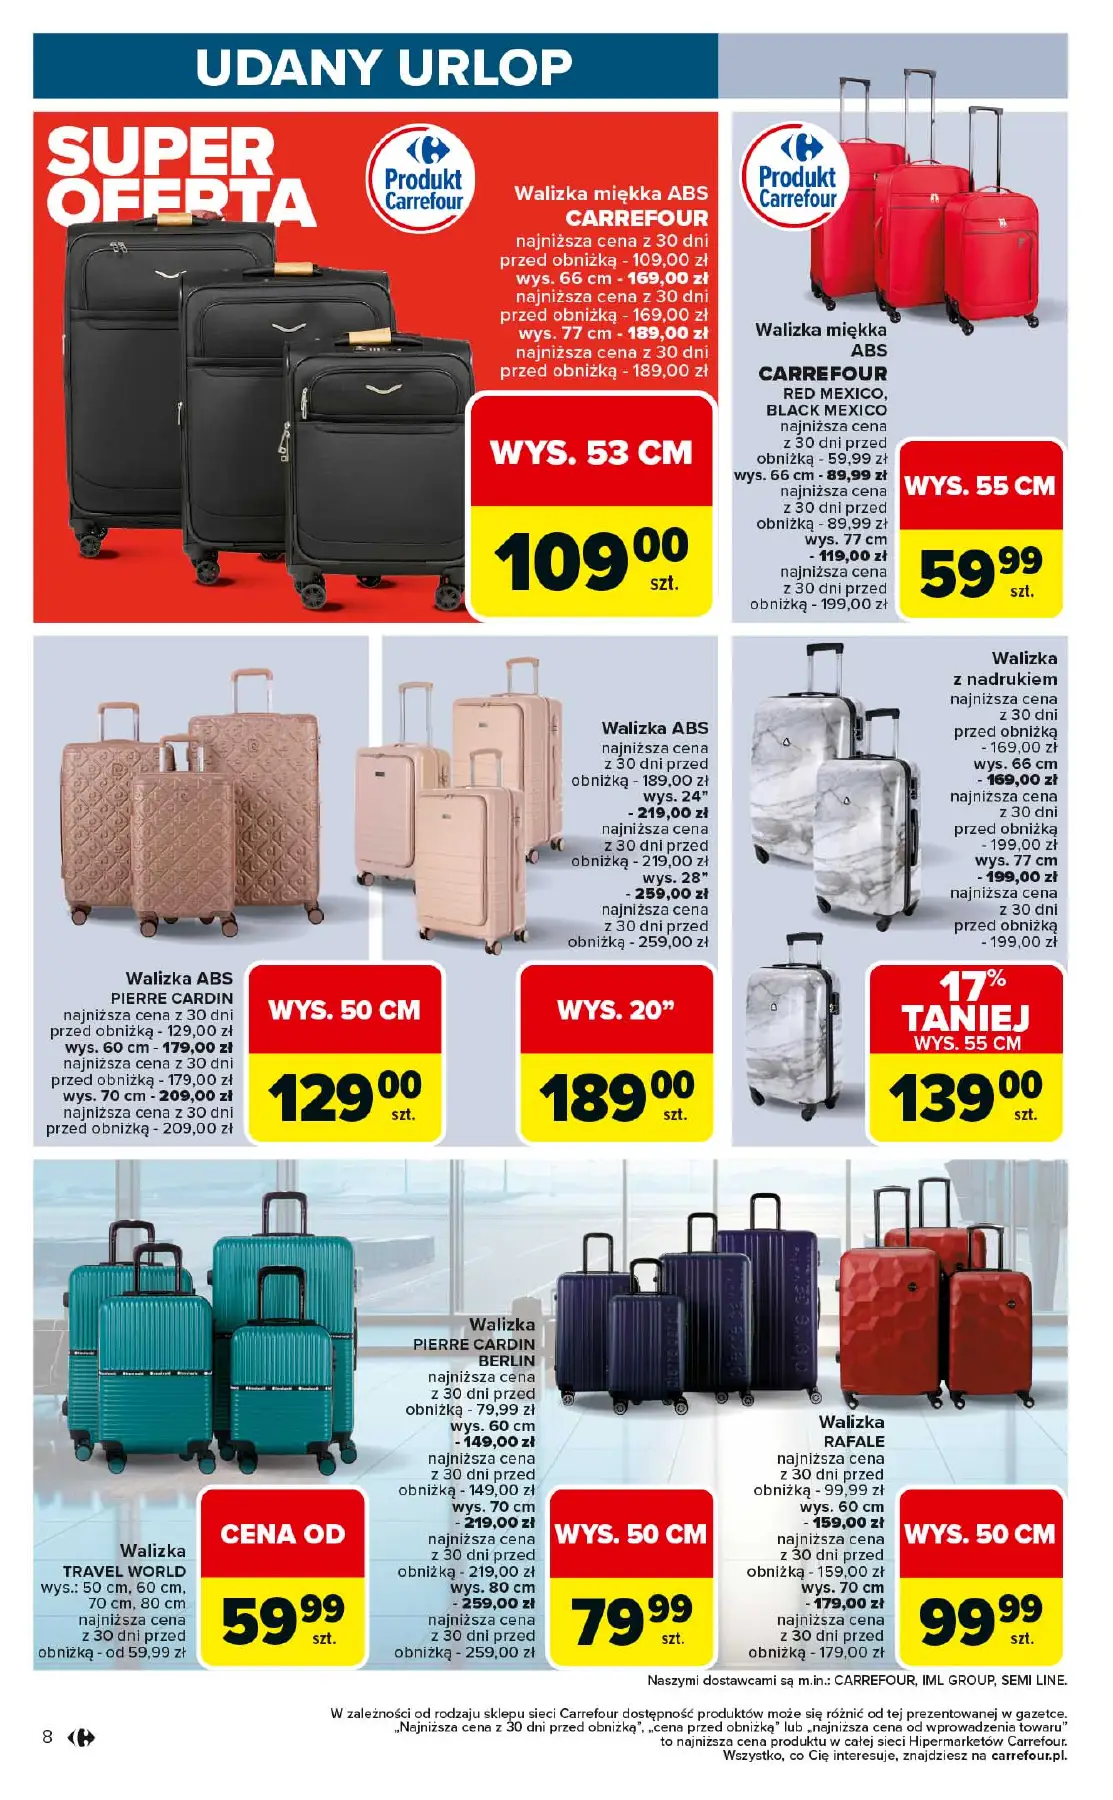 UDANY URLOP
SUPER
OFERTA
Produkt
Carrefour
Walizka miękka ABS
CARREFOUR
najniższa cena z 30 dni
przed obniżką - 109,00 zł
wys. 66 cm - 169,00 zł
najniższa cena z 30 dni
przed obniżką - 169,00 zł
wys. 77 cm - 189,00 zł
najniższa cena z 30 dni
przed obniżką - 189,00 zł
WYS. 53 CM
109 00
szt.
Produkt
Carrefour
Walizka miękka
ABS
CARREFOUR
RED MEXICO,
BLACK MEXICO
najniższa cena
z 30 dni przed
obniżką - 59,99 zł
wys. 66 cm - 89,99 zł
najniższa cena
z 30 dni przed
obniżką - 89,99 zł
wys. 77 cm
- 119,00 zł
najniższa cena
z 30 dni przed
obniżką - 199,00 zł
WYS. 55 CM
59 99
szt.
Walizka ABS
PIERRE CARDIN
najniższa cena z 30 dni
przed obniżką - 129,00 zł
wys. 60 cm - 179,00 zł
najniższa cena z 30 dni
przed obniżką - 179,00 zł
wys. 70 cm - 209,00 zł
najniższa cena z 30 dni
przed obniżką - 209,00 zł
WYS. 50 CM
129 00
szt.
Walizka ABS
najniższa cena
z 30 dni przed
obniżką - 189,00 zł
wys. 24”
- 219,00 zł
najniższa cena
z 30 dni przed
obniżką - 219,00 zł
wys. 28”
- 259,00 zł
najniższa cena
z 30 dni przed
obniżką - 259,00 zł
WYS. 20”
189 00
szt.
Walizka
z nadrukiem
najniższa cena
z 30 dni
przed obniżką
- 169,00 zł
wys. 66 cm
- 169,00 zł
najniższa cena
z 30 dni
przed obniżką
- 199,00 zł
wys. 77 cm
- 199,00 zł
najniższa cena
z 30 dni
przed obniżką
- 199,00 zł
17%
TANIEJ
WYS. 55 CM
139 00
szt.
Walizka
TRAVEL WORLD
wys.: 50 cm, 60 cm,
70 cm, 80 cm
najniższa cena
z 30 dni przed
obniżką - od 59,99 zł
CENA OD
59 99
szt.
Walizka
PIERRE CARDIN
BERLIN
najniższa cena
z 30 dni przed
obniżką - 79,99 zł
wys. 60 cm
- 149,00 zł
najniższa cena
z 30 dni przed
obniżką - 149,00 zł
wys. 70 cm
- 219,00 zł
najniższa cena
z 30 dni przed
obniżką - 219,00 zł
wys. 80 cm
- 259,00 zł
najniższa cena
z 30 dni przed
obniżką - 259,00 zł
WYS. 50 CM
79 99
szt.
Walizka
RAFALE
najniższa cena
z 30 dni przed
obniżką - 99,99 zł
wys. 60 cm
- 159,00 zł
najniższa cena
z 30 dni przed
obniżką - 159,00 zł
wys. 70 cm
- 179,00 zł
najniższa cena
z 30 dni przed
obniżką - 179,00 zł
WYS. 50 CM
99 99
szt.
Naszymi dostawcami są m.in.: CARREFOUR, IML GROUP, SEMI LINE.
W zależności od rodzaju sklepu sieci Carrefour dostępność produktów może się różnić od tej prezentowanej w gazetce.
„Najniższa cena z 30 dni przed obniżką”, „cena przed obniżką” lub „najniższa cena od wprowadzenia towaru”
to najniższa cena produktu w całej sieci Hipermarketów Carrefour.
Wszystko, co Cię interesuje, znajdziesz na carrefour.pl.
8